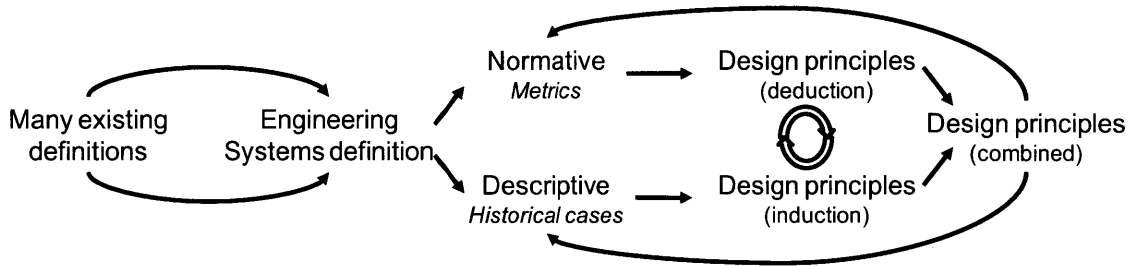 Many existing
definitions
Engineering
Systems definition
Normative
Metrics
Descriptive
Historical cases
Design principles
(deduction)
Design principles
(induction)
Design principles
(combined)